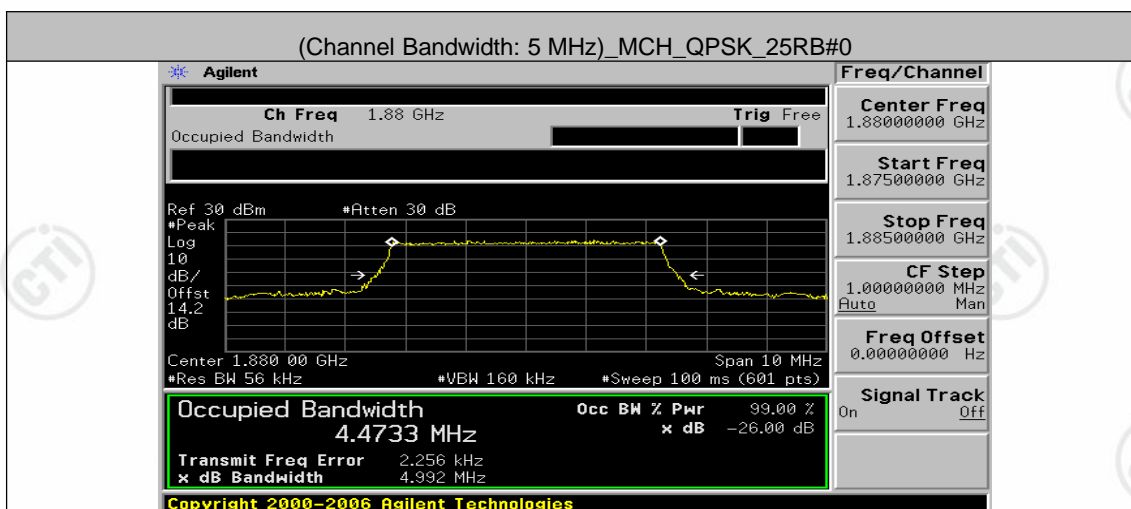 (Channel Bandwidth: 5 MHz)_MCH_QPSK_25RB#0
Agilent
Freq/Channel
Ch Freq 1.88 GHz Trig Free
Occupied Bandwidth
Center Freq
1.88000000 GHz
Start Freq
1.87500000 GHz
Stop Freq
1.88500000 GHz
CF Step
1.00000000 MHz
Auto Man
Freq Offset
0.00000000 Hz
Signal Track
On Off
Ref 30 dBm #Atten 30 dB
#Peak
Log
10
dB/
Offst
14.2
dB
Center 1.880 00 GHz Span 10 MHz
#Res BW 56 kHz #VBW 160 kHz #Sweep 100 ms (601 pts)
Occupied Bandwidth Occ BW % Pwr 99.00 %
4.4733 MHz x dB -26.00 dB
Transmit Freq Error 2.256 kHz
x dB Bandwidth 4.992 MHz
Copyright 2000-2006 Agilent Technologies
CTI
CTI